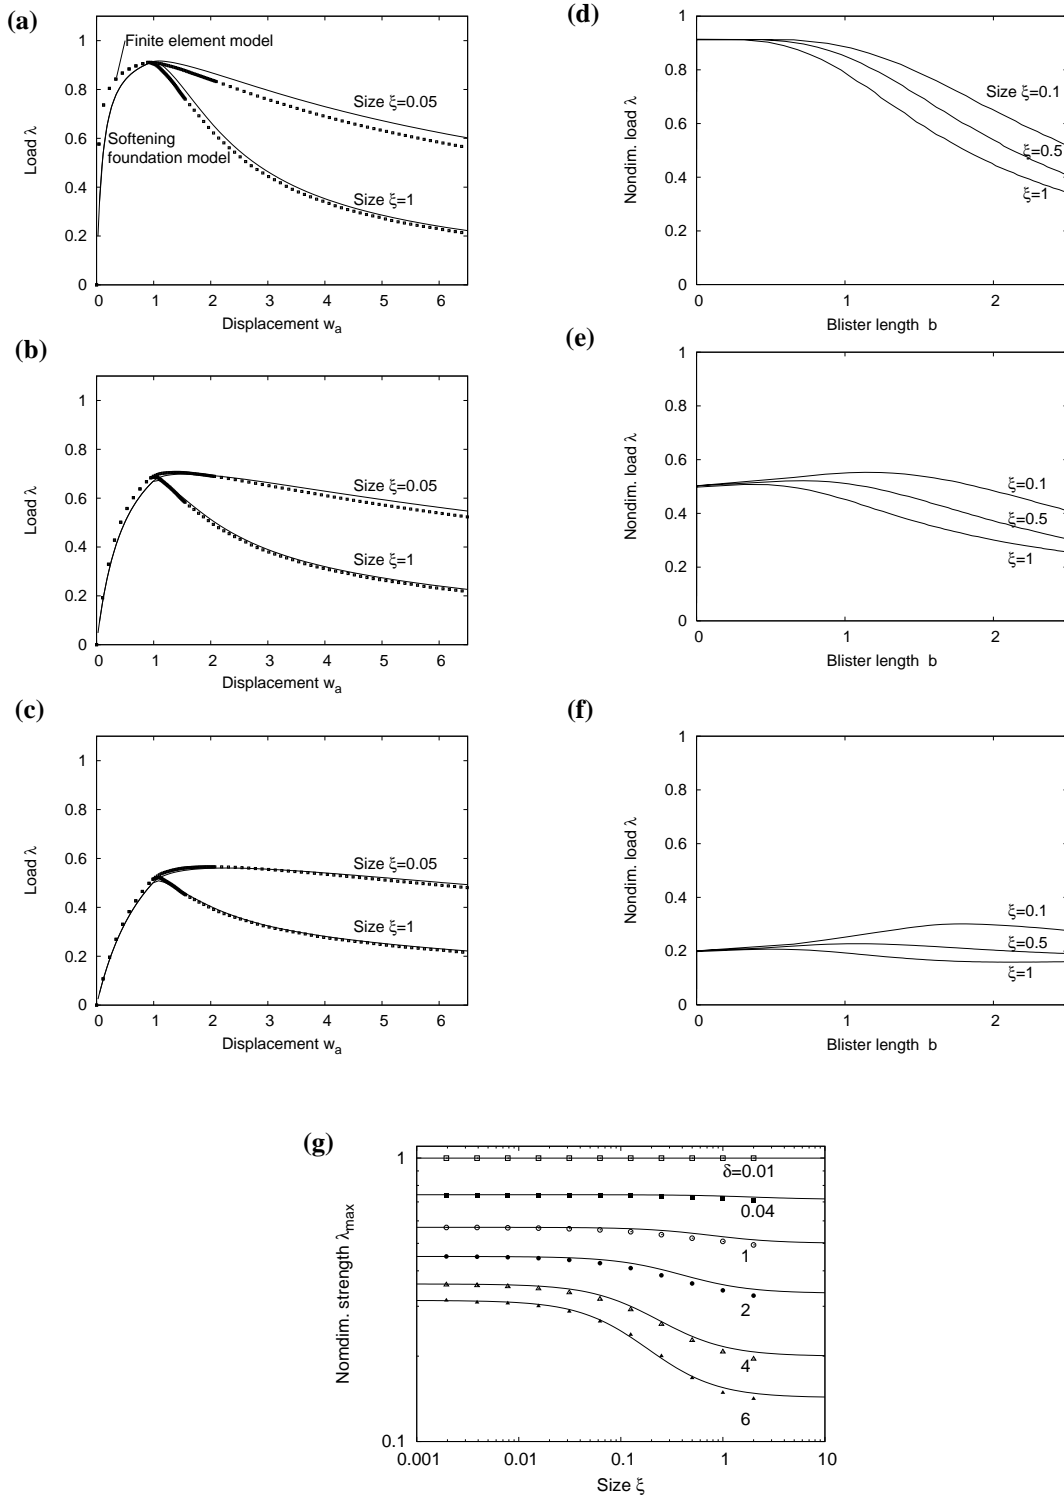 (a)
1
0.8
0.6
0.4
0.2
0
Load λ
Finite element model
Softening
foundation model
Size ξ=0.05
Size ξ=1
0 1 2 3 4 5 6
Displacement wa
(b)
1
0.8
0.6
0.4
0.2
0
Load λ
Size ξ=0.05
Size ξ=1
0 1 2 3 4 5 6
Displacement wa
(c)
1
0.8
0.6
0.4
0.2
0
Load λ
Size ξ=0.05
Size ξ=1
0 1 2 3 4 5 6
Displacement wa
(d)
1
0.8
0.6
0.4
0.2
0
Nondim. load λ
Size ξ=0.1
ξ=0.5
ξ=1
0 1 2
Blister length b
(e)
1
0.8
0.6
0.4
0.2
0
Nondim. load λ
ξ=0.1
ξ=0.5
ξ=1
0 1 2
Blister length b
(f)
1
0.8
0.6
0.4
0.2
0
Nondim. load λ
ξ=0.1
ξ=0.5
ξ=1
0 1 2
Blister length b
(g)
1
0.1
Nomdim. strength λmax
δ=0.01
0.04
1
2
4
6
0.001 0.01 0.1 1 10
Size ξ